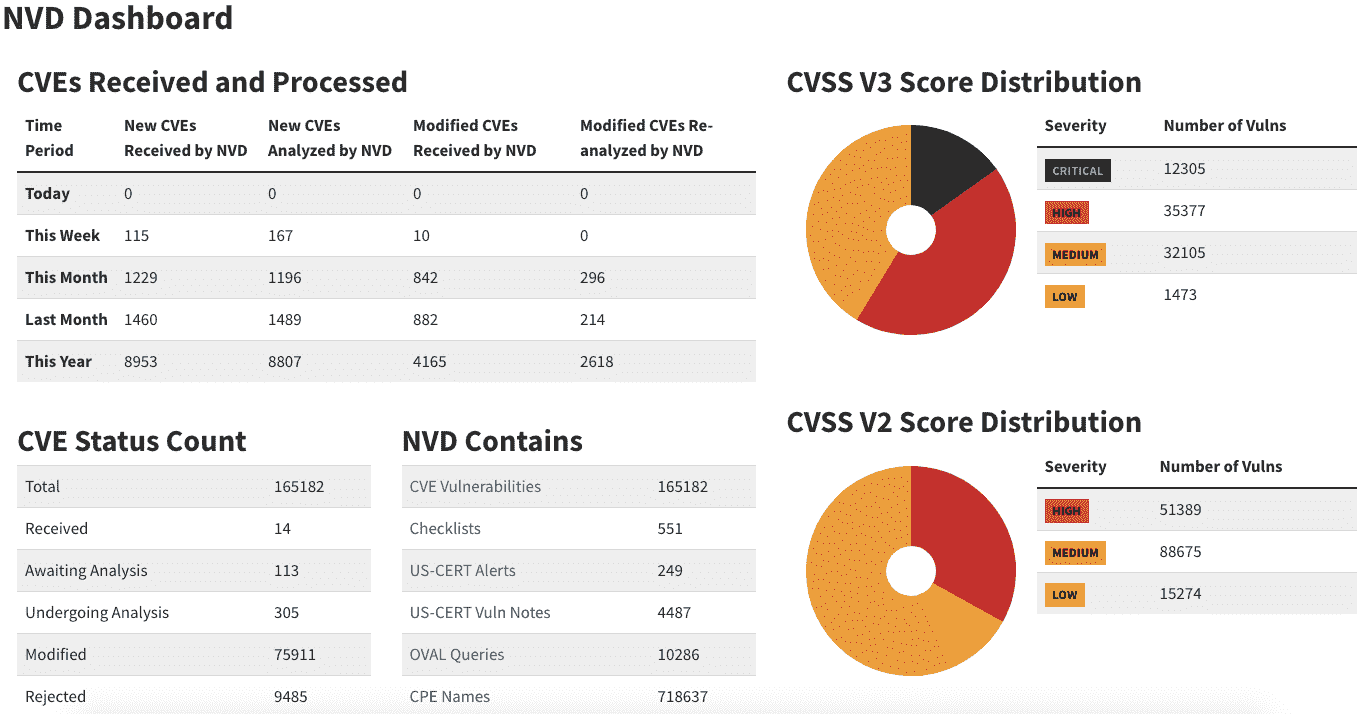 NVD Dashboard
CVEs Received and Processed
Time Period New CVEs Received by NVD New CVEs Analyzed by NVD Modified CVEs Received by NVD Modified CVEs Re-analyzed by NVD
Today 0 0 0 0
This Week 115 167 10 0
This Month 1229 1196 842 296
Last Month 1460 1489 882 214
This Year 8953 8807 4165 2618
CVSS V3 Score Distribution
Severity Number of Vulns
CRITICAL 12305
HIGH 35377
MEDIUM 32105
LOW 1473
CVE Status Count
Total 165182
Received 14
Awaiting Analysis 113
Undergoing Analysis 305
Modified 75911
Rejected 9485
NVD Contains
CVE Vulnerabilities 165182
Checklists 551
US-CERT Alerts 249
US-CERT Vuln Notes 4487
OVAL Queries 10286
CPE Names 718637
CVSS V2 Score Distribution
Severity Number of Vulns
HIGH 51389
MEDIUM 88675
LOW 15274